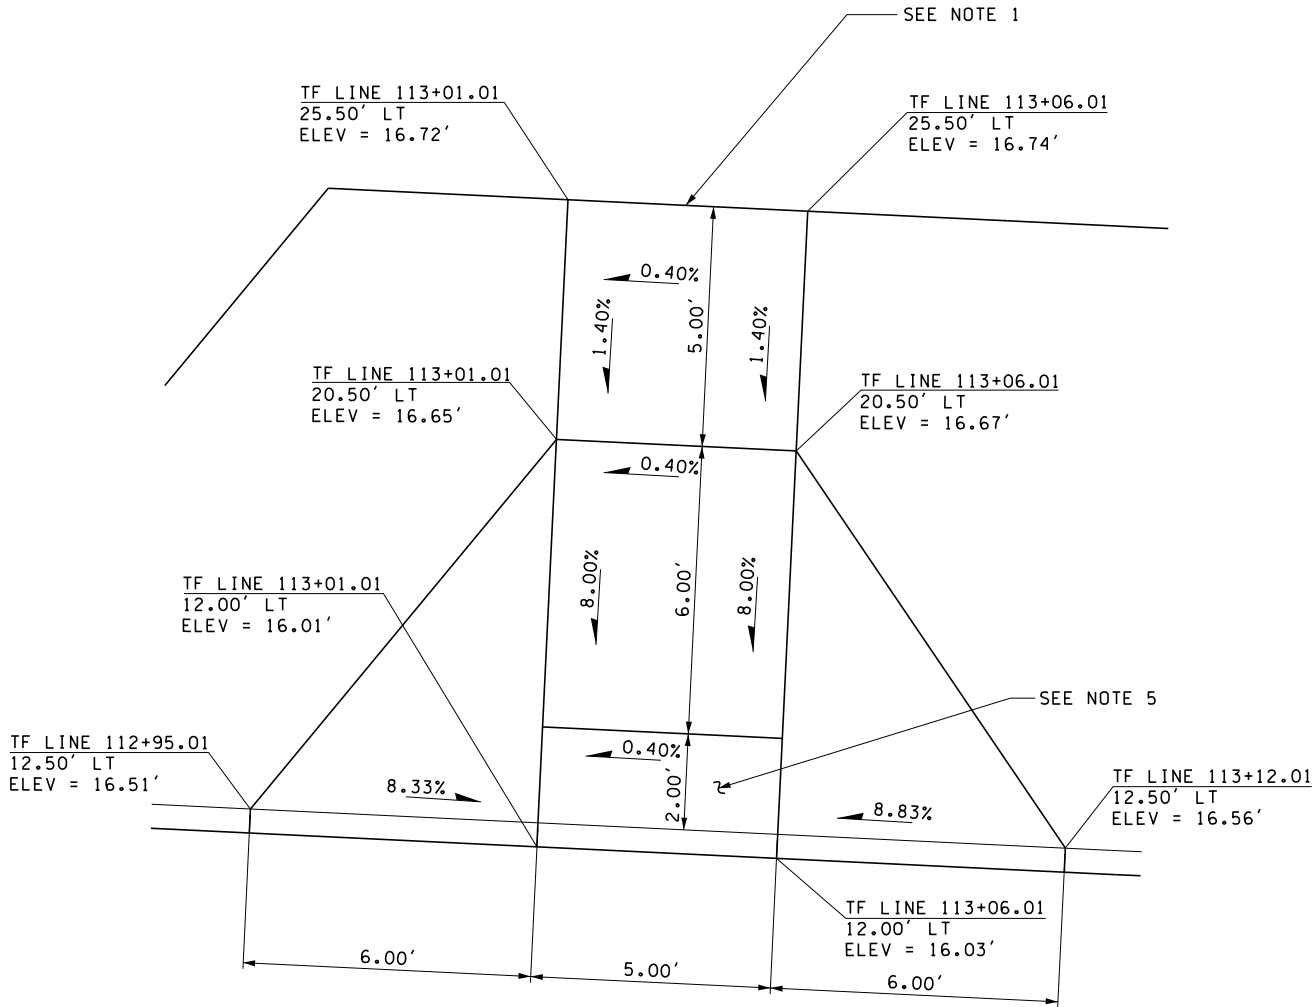 SEE NOTE 1
TF LINE 113+01.01
25.50' LT
ELEV = 16.72'
TF LINE 113+06.01
25.50' LT
ELEV = 16.74'
0.40%
1.40%
5.00'
1.40%
TF LINE 113+01.01
20.50' LT
ELEV = 16.65'
TF LINE 113+06.01
20.50' LT
ELEV = 16.67'
0.40%
8.00%
6.00'
8.00%
TF LINE 113+01.01
12.00' LT
ELEV = 16.01'
SEE NOTE 5
TF LINE 112+95.01
12.50' LT
ELEV = 16.51'
0.40%
8.33%
2.00'
8.83%
TF LINE 113+12.01
12.50' LT
ELEV = 16.56'
TF LINE 113+06.01
12.00' LT
ELEV = 16.03'
6.00'
5.00'
6.00'